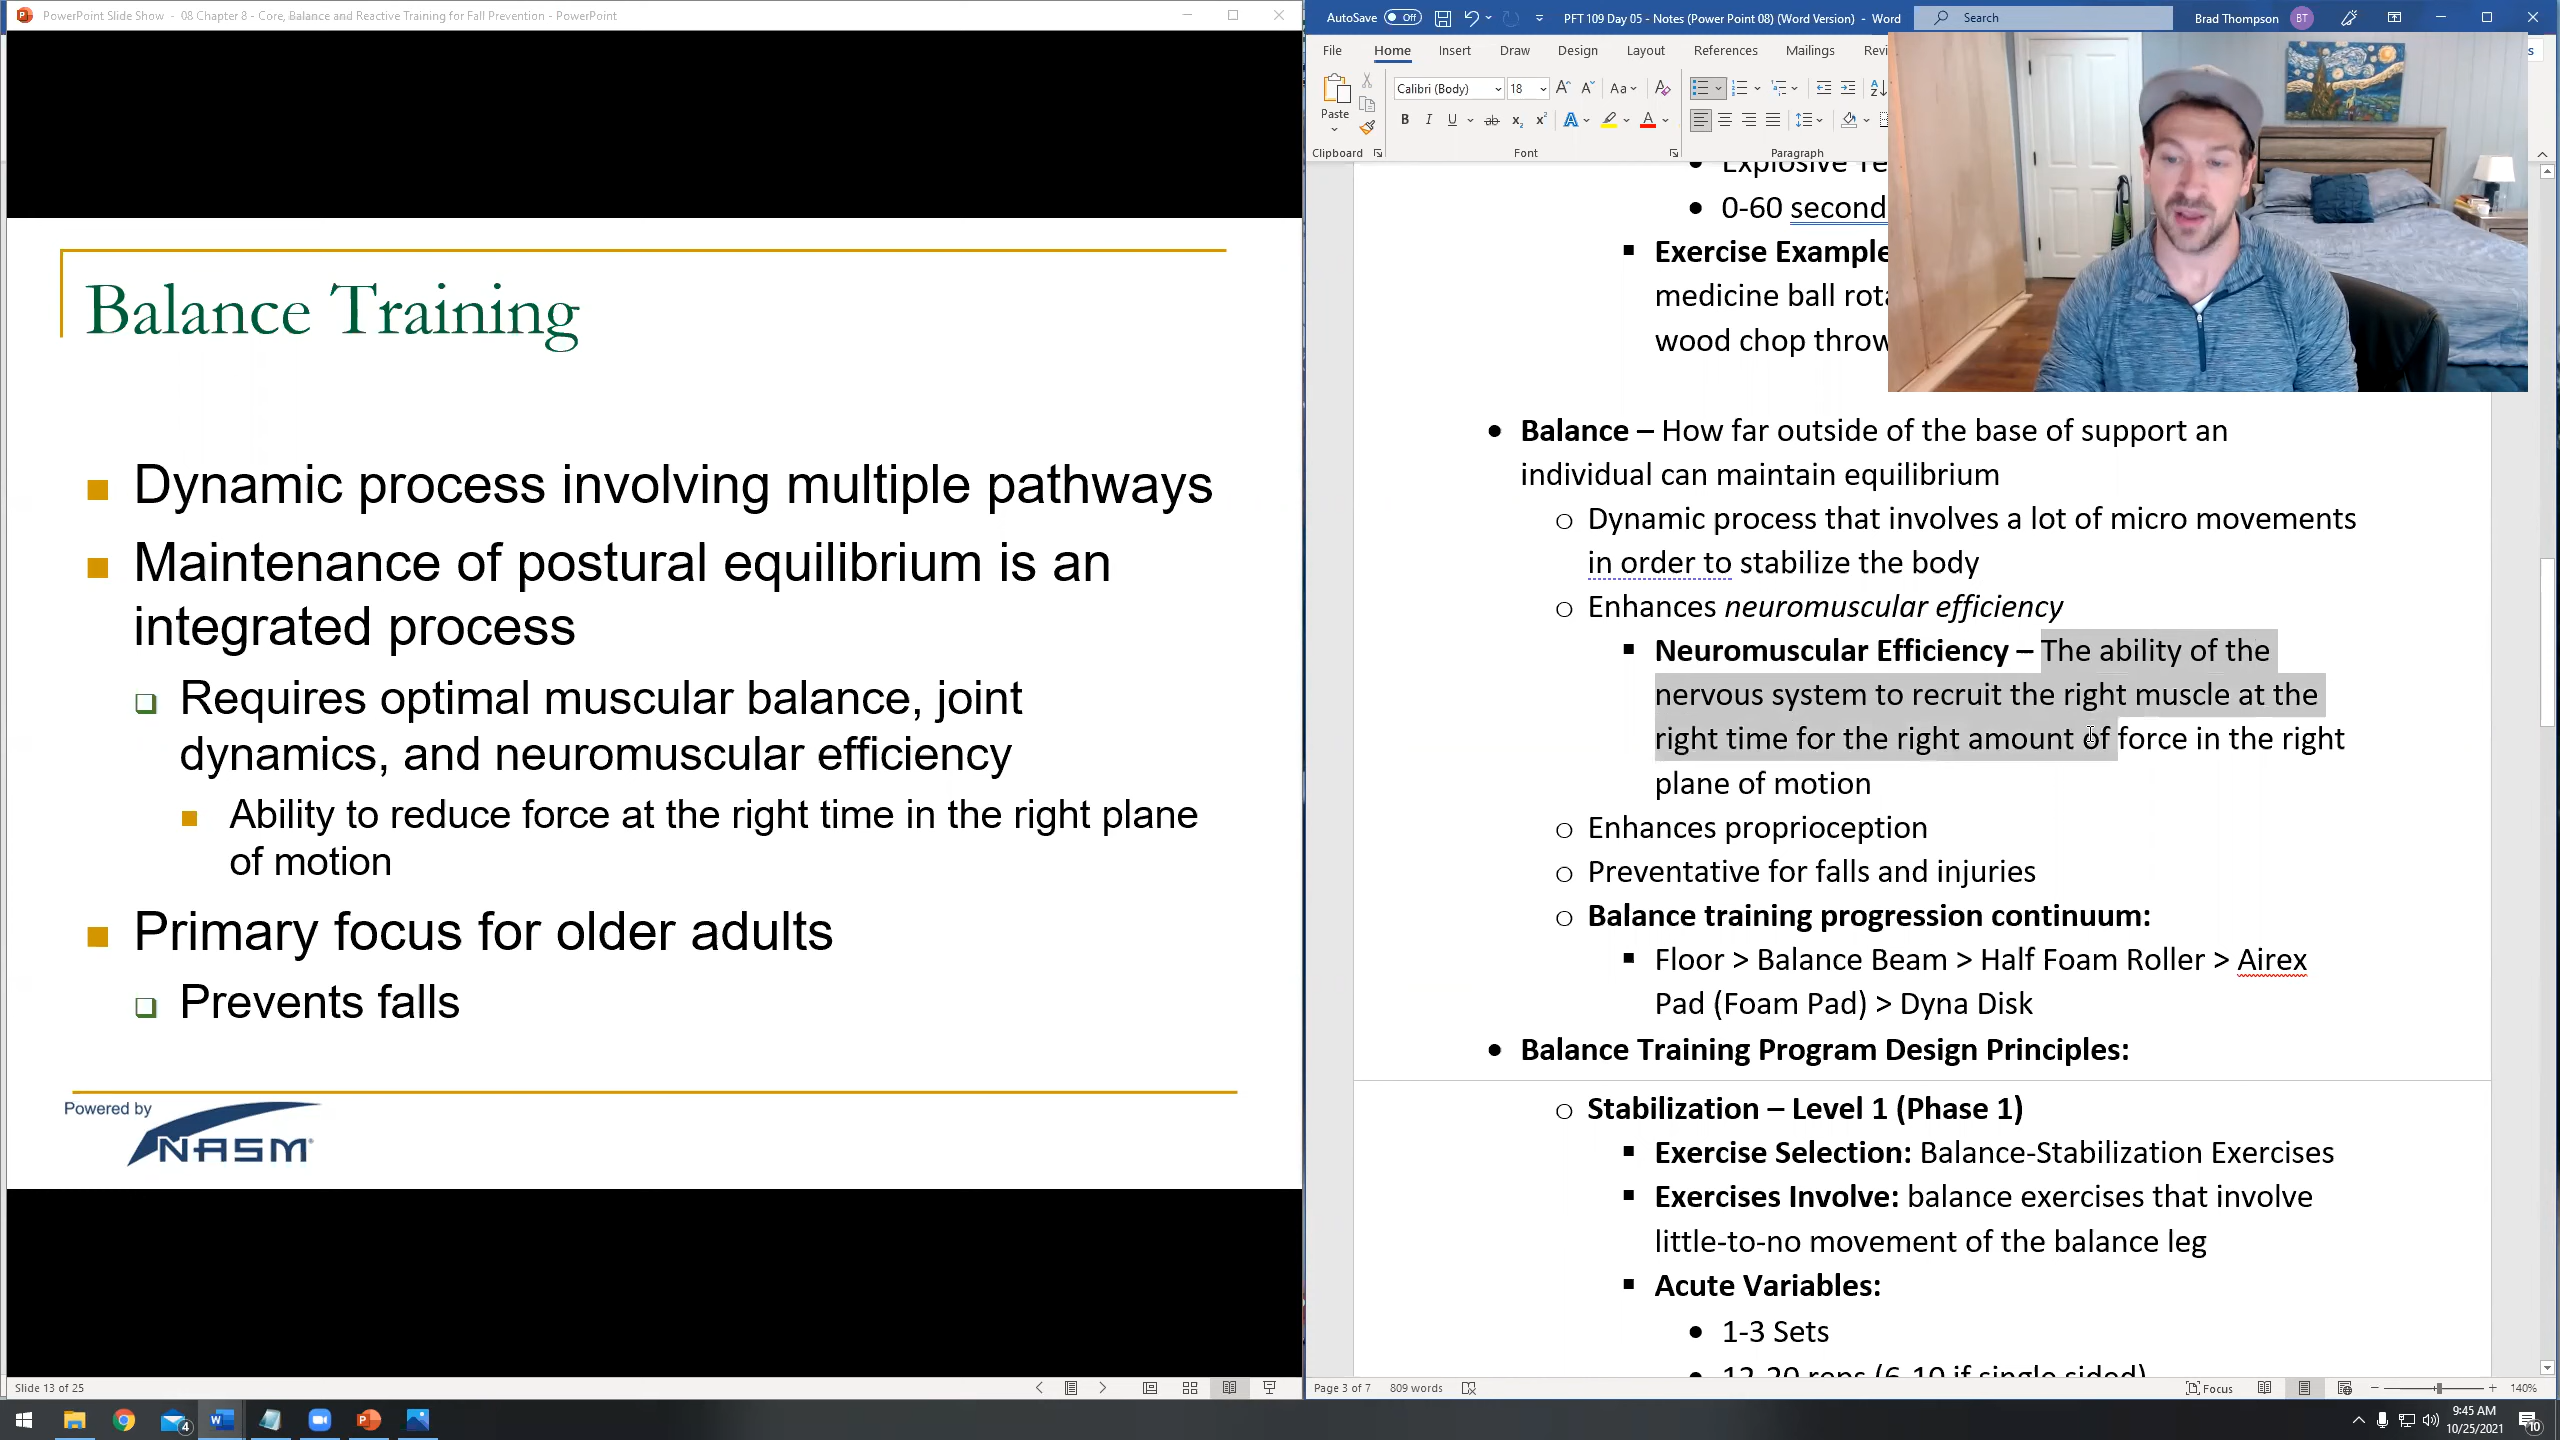 PowerPoint Slide Show - 08 Chapter 8 - Core, Balance and Reactive Training for Fall Prevention - PowerPoint
Balance Training
Dynamic process involving multiple pathways
Maintenance of postural equilibrium is an
integrated process
Requires optimal muscular balance, joint
dynamics, and neuromuscular efficiency
Ability to reduce force at the right time in the right plane
of motion
Primary focus for older adults
Prevents falls
Powered by
NASM
Slide 13 of 25
AutoSave Off PFT 109 Day 05 - Notes (Power Point 08) (Word Version) - Word Search Brad Thompson BT
File Home Insert Draw Design Layout References Mailings
Calibri (Body) 18
Paste
Clipboard Font Paragraph
0-60 second
Exercise Example
medicine ball rota
wood chop throw
Balance – How far outside of the base of support an
individual can maintain equilibrium
Dynamic process that involves a lot of micro movements
in order to stabilize the body
Enhances neuromuscular efficiency
Neuromuscular Efficiency – The ability of the
nervous system to recruit the right muscle at the
right time for the right amount of force in the right
plane of motion
Enhances proprioception
Preventative for falls and injuries
Balance training progression continuum:
Floor > Balance Beam > Half Foam Roller > Airex
Pad (Foam Pad) > Dyna Disk
Balance Training Program Design Principles:
Stabilization – Level 1 (Phase 1)
Exercise Selection: Balance-Stabilization Exercises
Exercises Involve: balance exercises that involve
little-to-no movement of the balance leg
Acute Variables:
1-3 Sets
12-20 reps (6-10 if single sided)
Page 3 of 7 809 words Focus 140%
4
9:45 AM
10/25/2021
10